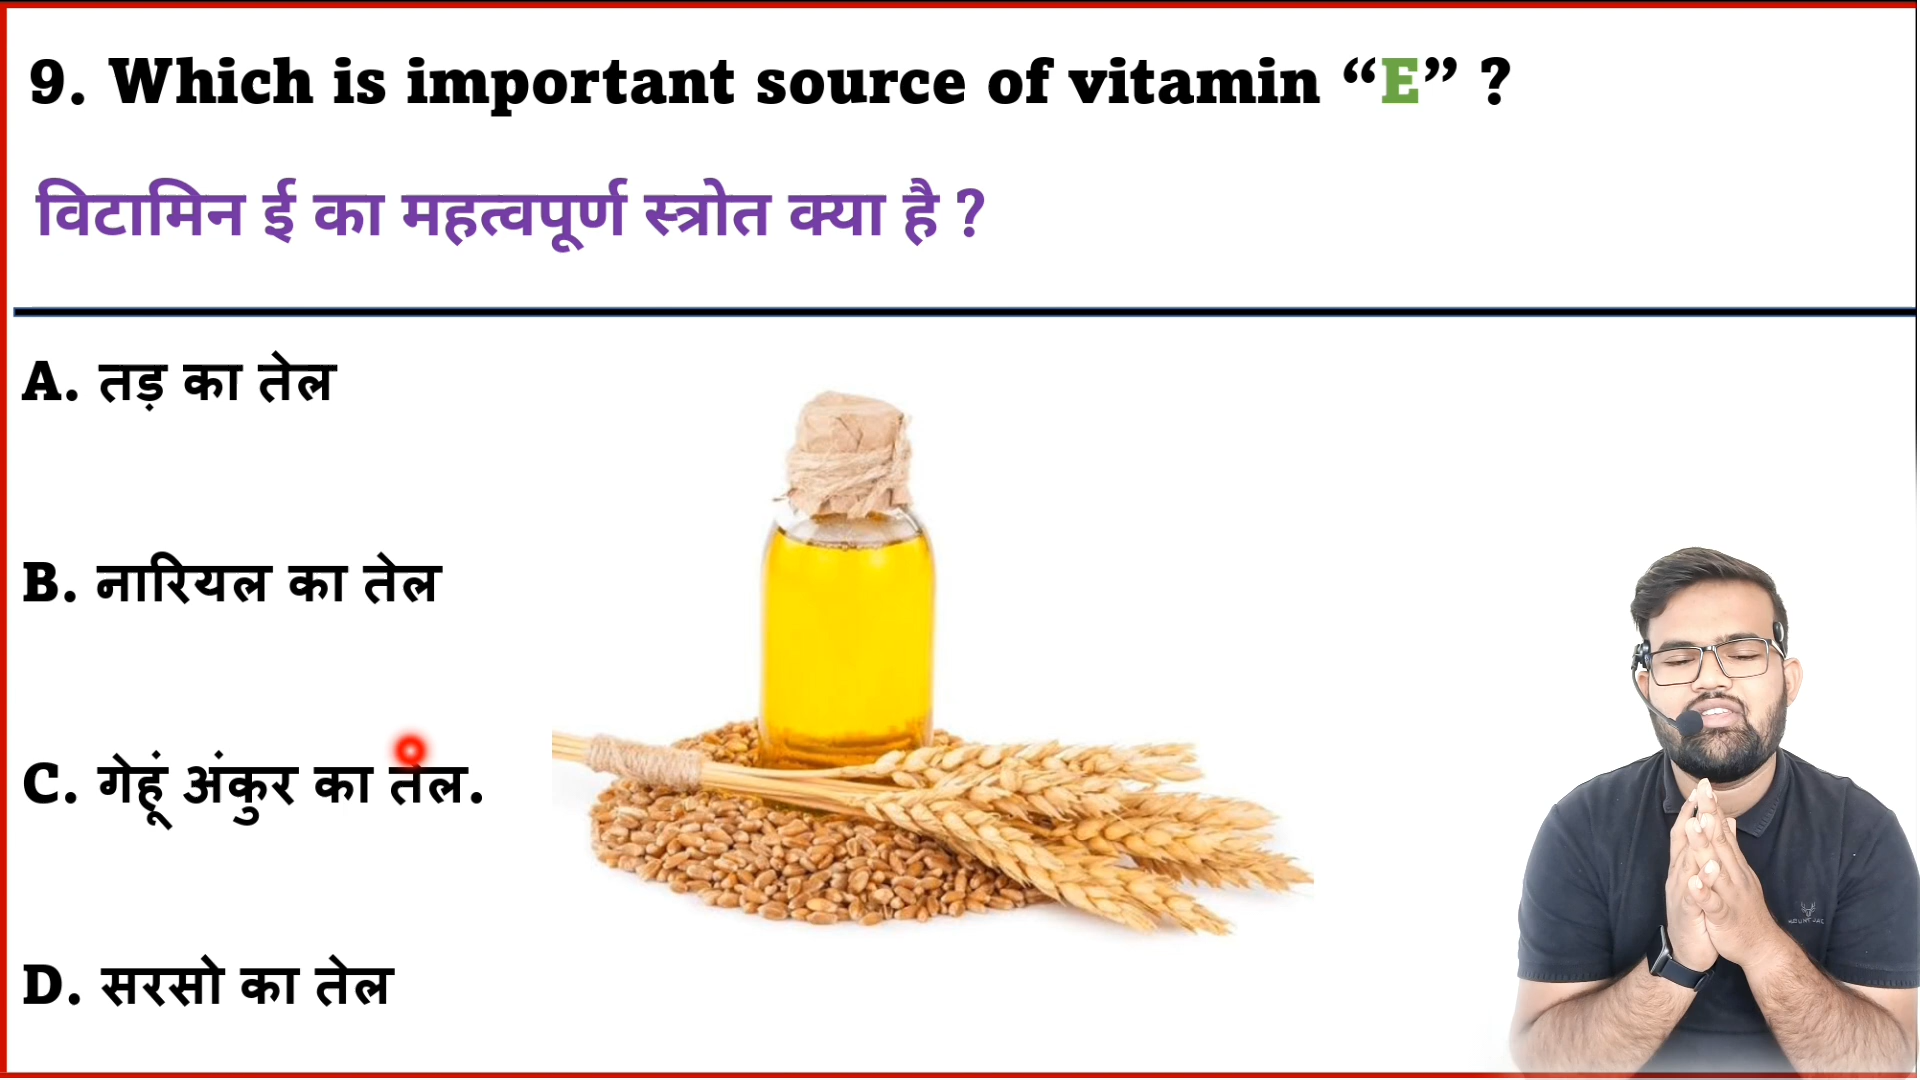 9. Which is important source of vitamin “E” ?
विटामिन ई का महत्वपूर्ण स्त्रोत क्या है ?
A. तड़ का तेल
B. नारियल का तेल
C. गेहूं अंकुर का तेल.
D. सरसो का तेल